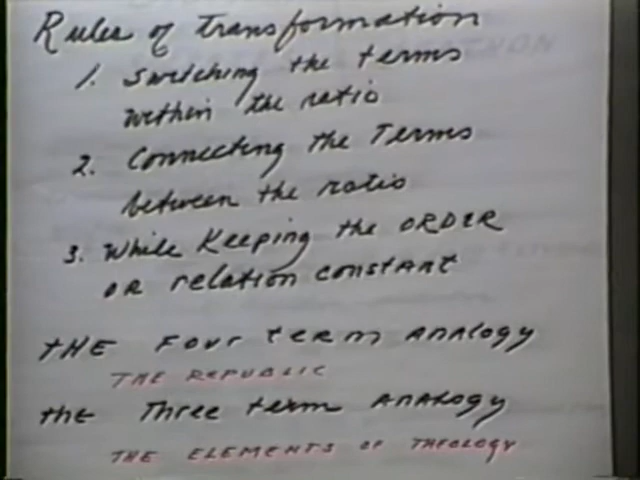 Rules of transformation
1. Switching the terms
within the ratio
2. Connecting the Terms
between the ratio
3. While Keeping the ORDER
OR relation constant
THE Four term ANALOGY
THE REPUBLIC
the Three term ANALOGY
THE ELEMENTS OF THEOLOGY